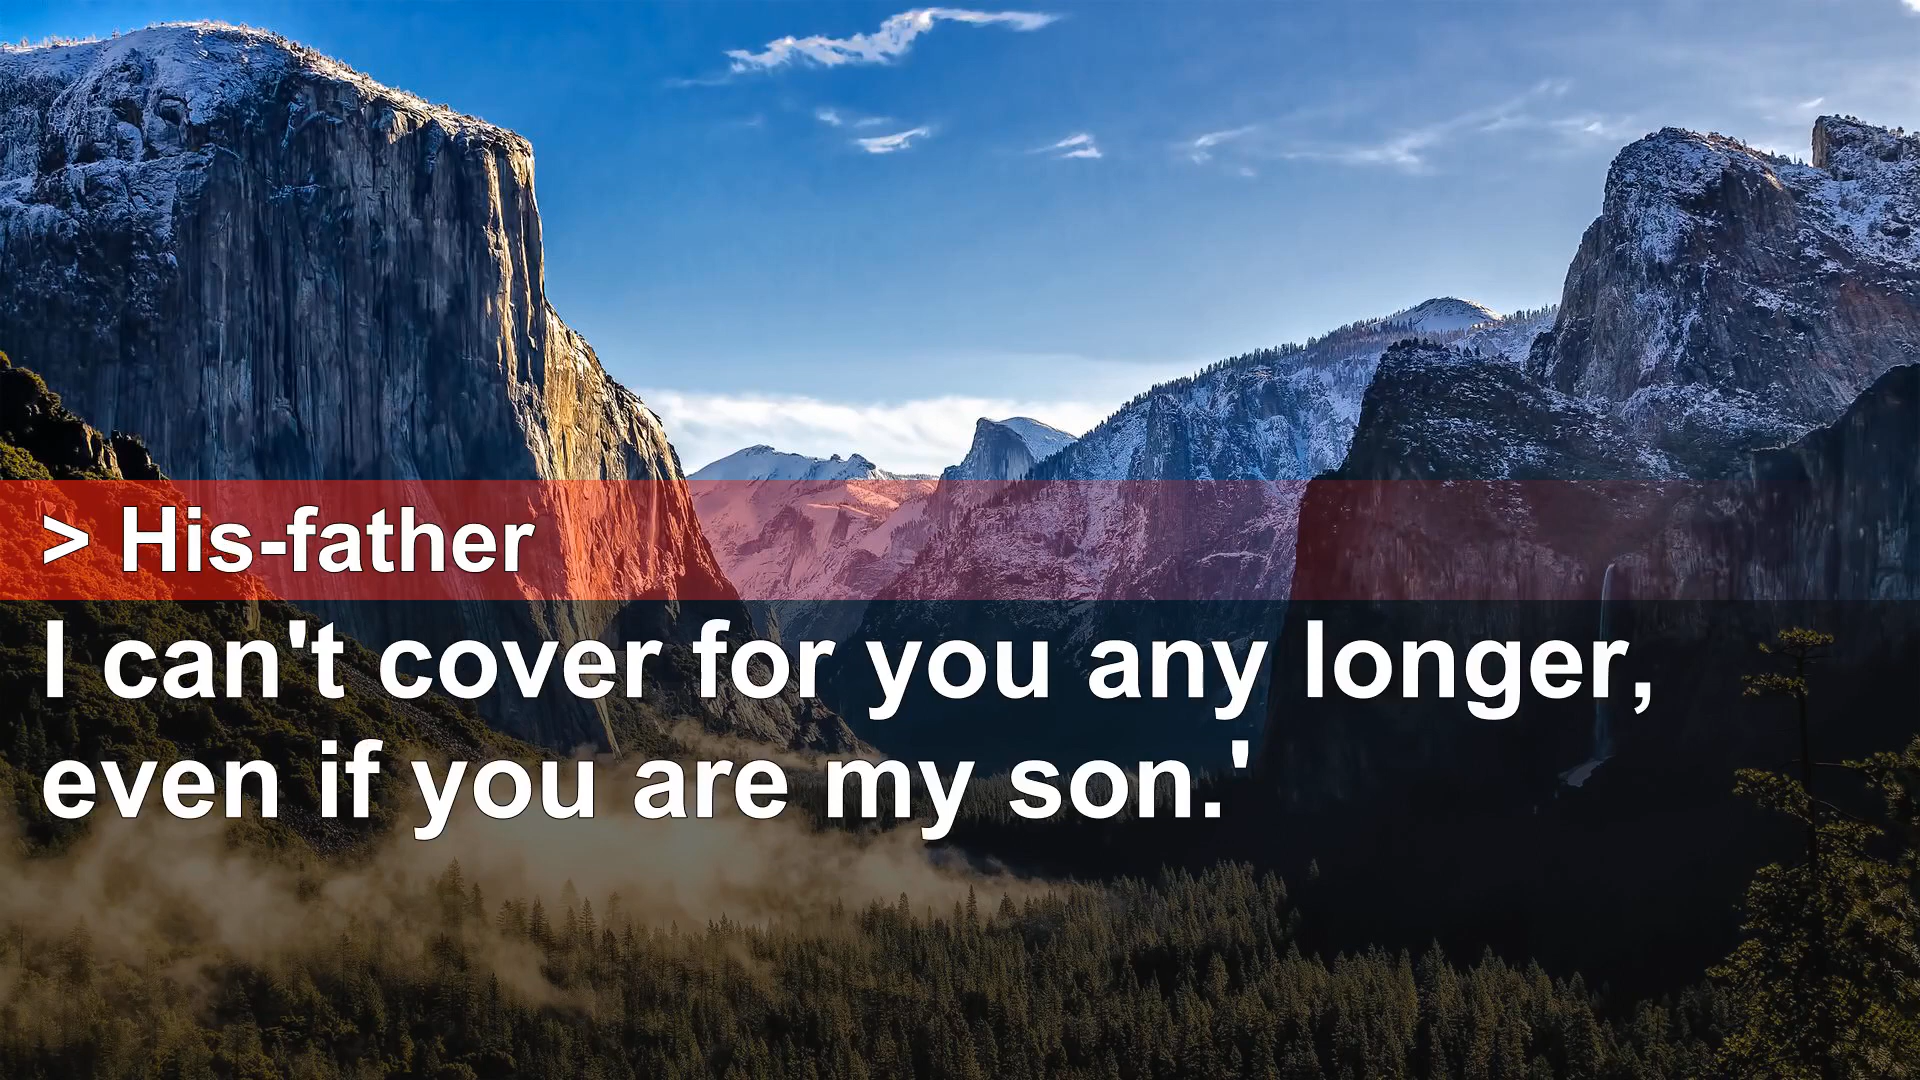 > His-father
I can't cover for you any longer,
even if you are my son.'